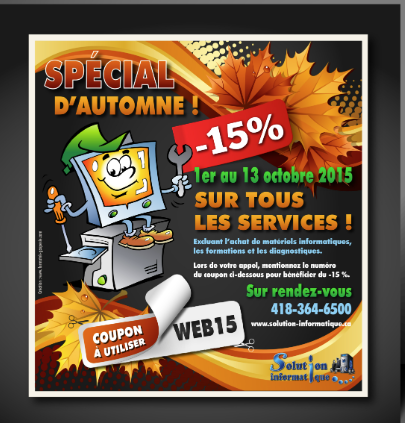 SPÉCIAL
D'AUTOMNE !
-15%
1er au 13 octobre 2015
SUR TOUS
LES SERVICES !
Excluant l'achat de matériels informatiques,
les formations et les diagnostiques.
Lors de votre appel, mentionnez le numéro
du coupon ci-dessous pour bénéficier du -15 %.
Sur rendez-vous
418-364-6500
www.solution-informatique.ca
COUPON
À UTILISER
WEB15
Solution
informatique